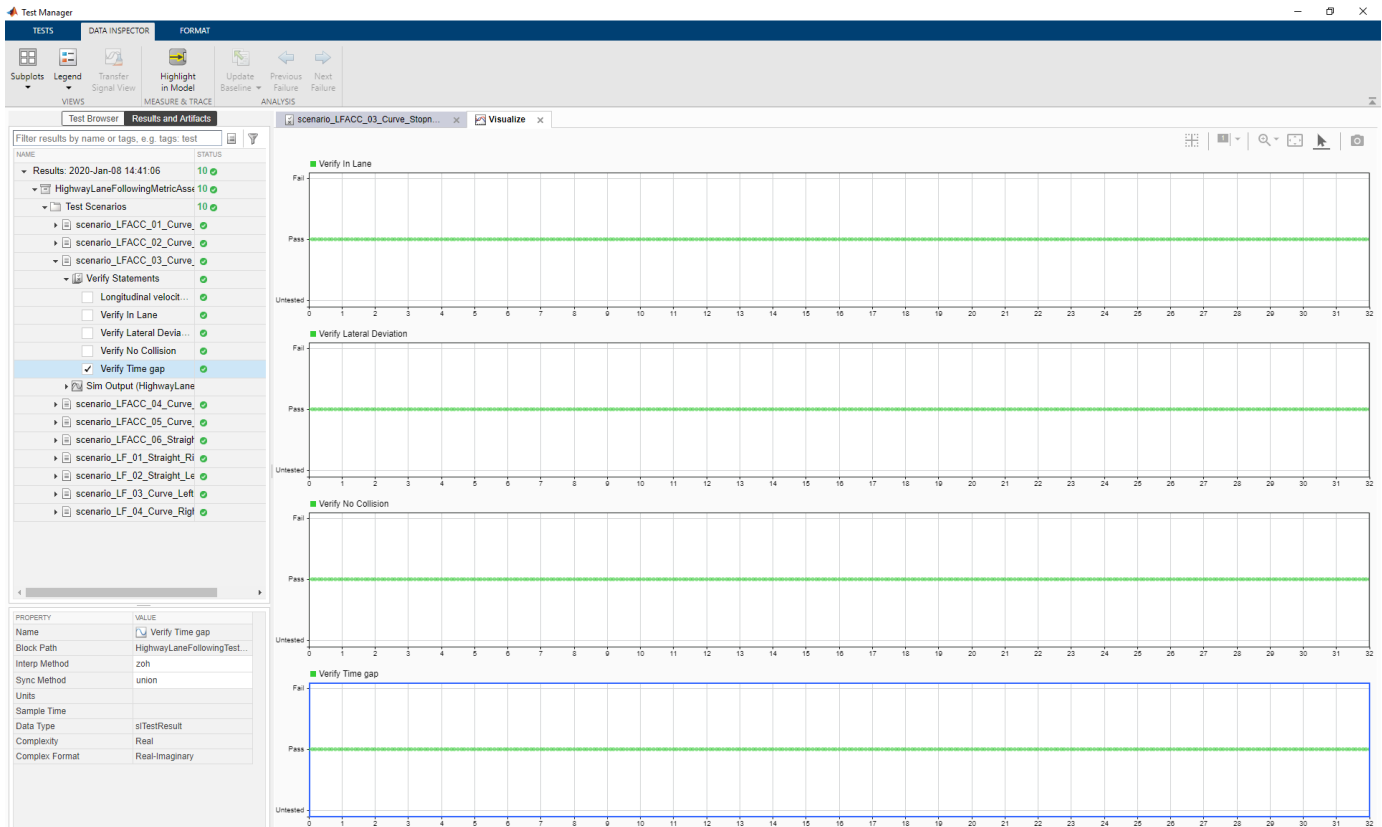 Test Manager
TESTS DATA INSPECTOR FORMAT
Subplots Legend Transfer Signal View Highlight in Model Update Baseline Previous Failure Next Failure
VIEWS MEASURE & TRACE ANALYSIS
Test Browser Results and Artifacts
Filter results by name or tags, e.g. tags: test
NAME STATUS
Results: 2020-Jan-08 14:41:06 10
HighwayLaneFollowingMetricAsse 10
Test Scenarios 10
scenario_LFACC_01_Curve_
scenario_LFACC_02_Curve_
scenario_LFACC_03_Curve_
Verify Statements
Longitudinal velocit...
Verify In Lane
Verify Lateral Devia...
Verify No Collision
Verify Time gap
Sim Output (HighwayLane
scenario_LFACC_04_Curve_
scenario_LFACC_05_Curve_
scenario_LFACC_06_Straigh
scenario_LF_01_Straight_Ri
scenario_LF_02_Straight_Le
scenario_LF_03_Curve_Left
scenario_LF_04_Curve_Righ
PROPERTY VALUE
Name Verify Time gap
Block Path HighwayLaneFollowingTest...
Interp Method zoh
Sync Method union
Units
Sample Time
Data Type slTestResult
Complexity Real
Complex Format Real-Imaginary
scenario_LFACC_03_Curve_Stopn... Visualize
Verify In Lane
Fail
Pass
Untested
0 1 2 3 4 5 6 7 8 9 10 11 12 13 14 15 16 17 18 19 20 21 22 23 24 25 26 27 28 29 30 31 32
Verify Lateral Deviation
Fail
Pass
Untested
0 1 2 3 4 5 6 7 8 9 10 11 12 13 14 15 16 17 18 19 20 21 22 23 24 25 26 27 28 29 30 31 32
Verify No Collision
Fail
Pass
Untested
0 1 2 3 4 5 6 7 8 9 10 11 12 13 14 15 16 17 18 19 20 21 22 23 24 25 26 27 28 29 30 31 32
Verify Time gap
Fail
Pass
Untested
0 1 2 3 4 5 6 7 8 9 10 11 12 13 14 15 16 17 18 19 20 21 22 23 24 25 26 27 28 29 30 31 32